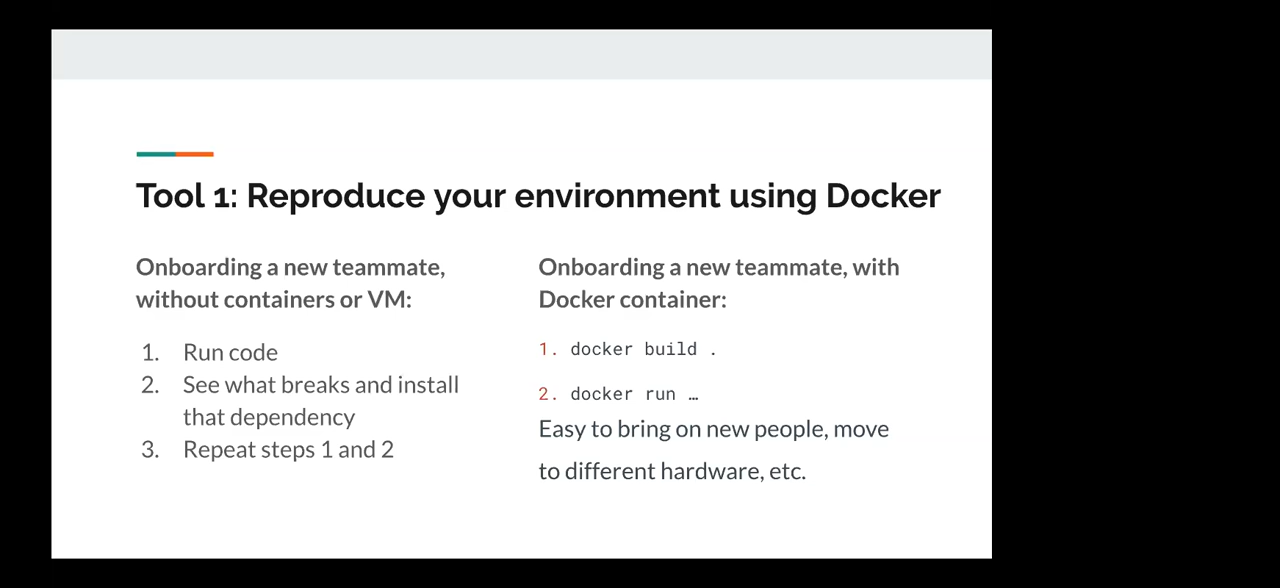 Tool 1: Reproduce your environment using Docker
Onboarding a new teammate,
without containers or VM:
1. Run code
2. See what breaks and install
that dependency
3. Repeat steps 1 and 2
Onboarding a new teammate, with
Docker container:
1. docker build .
2. docker run …
Easy to bring on new people, move
to different hardware, etc.